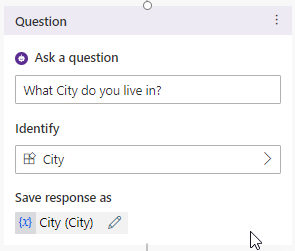 Question
Ask a question
What City do you live in?
Identify
City
Save response as
{x} City (City)